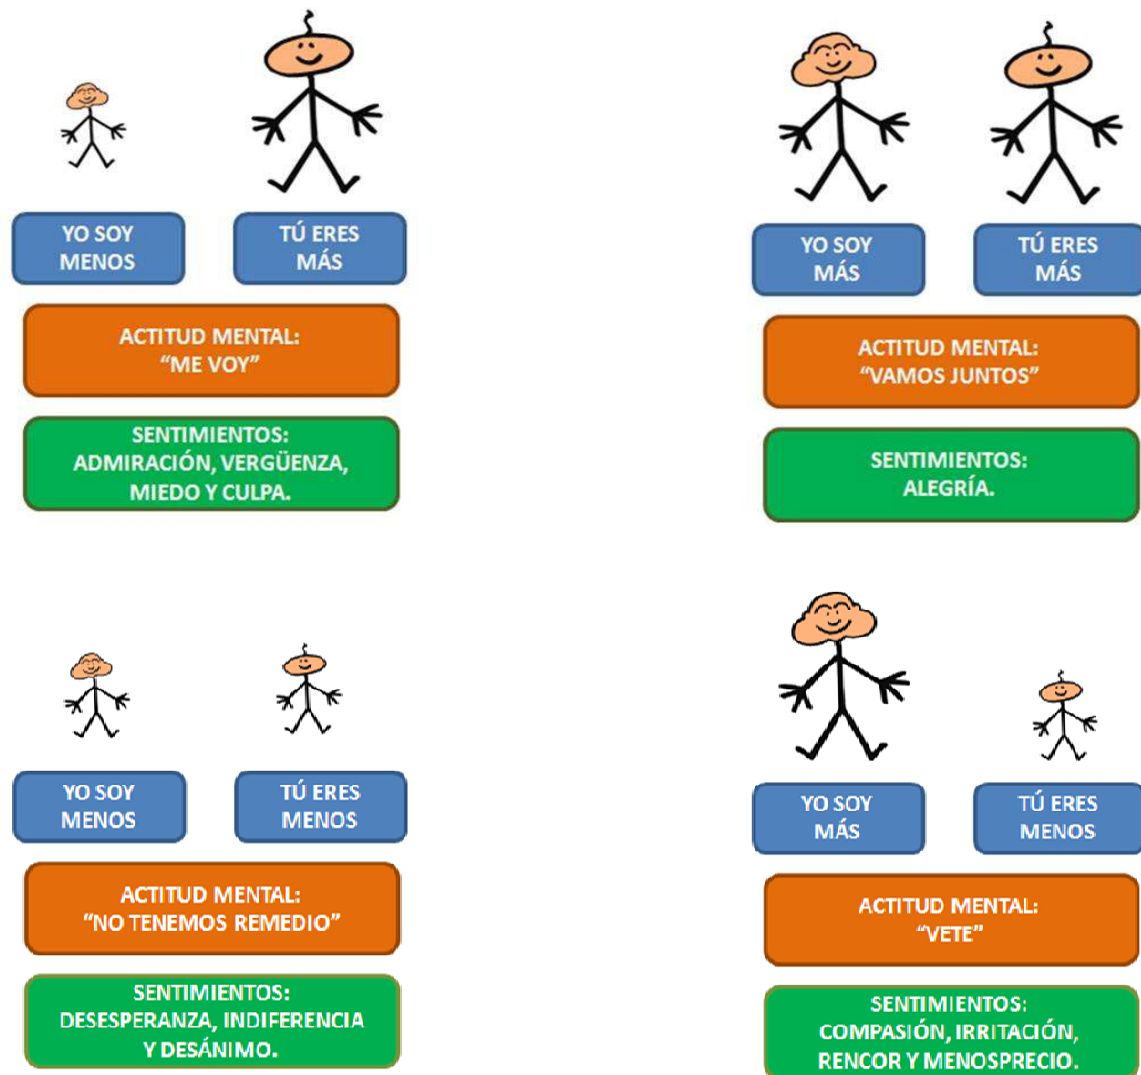 YO SOY
MENOS
TÚ ERES
MÁS
ACTITUD MENTAL:
“ME VOY”
SENTIMIENTOS:
ADMIRACIÓN, VERGÜENZA,
MIEDO Y CULPA.
YO SOY
MÁS
TÚ ERES
MÁS
ACTITUD MENTAL:
“VAMOS JUNTOS”
SENTIMIENTOS:
ALEGRÍA.
YO SOY
MENOS
TÚ ERES
MENOS
ACTITUD MENTAL:
“NO TENEMOS REMEDIO”
SENTIMIENTOS:
DESESPERANZA, INDIFERENCIA
Y DESÁNIMO.
YO SOY
MÁS
TÚ ERES
MENOS
ACTITUD MENTAL:
“VETE”
SENTIMIENTOS:
COMPASIÓN, IRRITACIÓN,
RENCOR Y MENOSPRECIO.